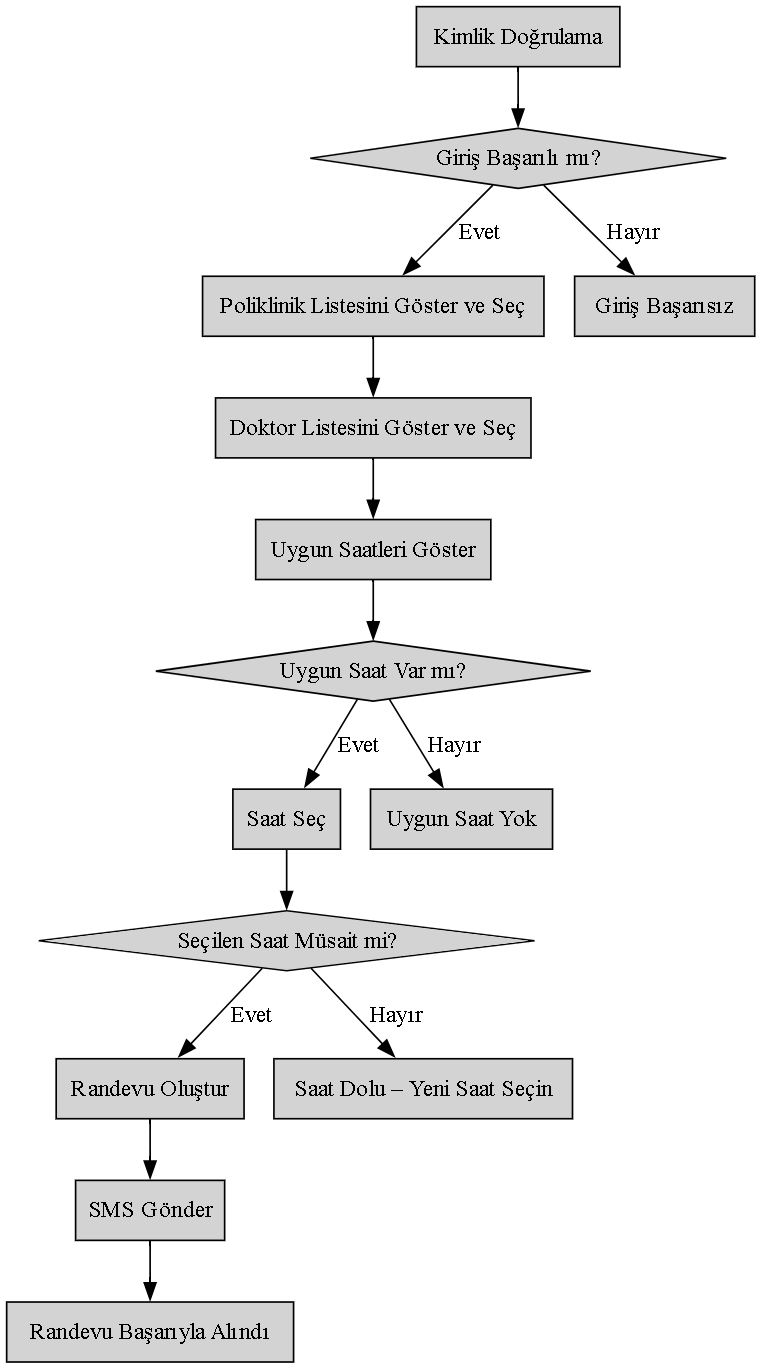 Kimlik Doğrulama
Giriş Başarılı mı?
Evet
Hayır
Poliklinik Listesini Göster ve Seç
Giriş Başarısız
Doktor Listesini Göster ve Seç
Uygun Saatleri Göster
Uygun Saat Var mı?
Evet
Hayır
Saat Seç
Uygun Saat Yok
Seçilen Saat Müsait mi?
Evet
Hayır
Randevu Oluştur
Saat Dolu – Yeni Saat Seçin
SMS Gönder
Randevu Başarıyla Alındı